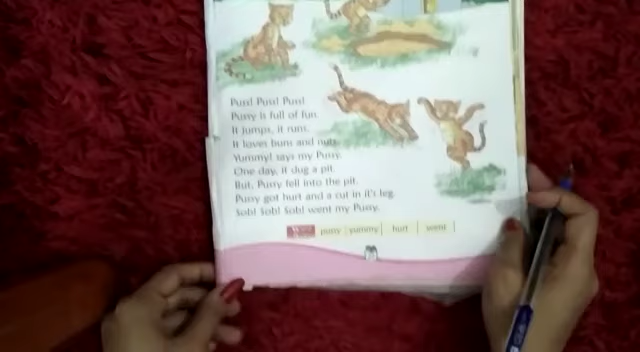 Puss! Puss! Puss!
Pussy is full of fun.
It jumps, it runs.
It loves buns and nuts.
Yummy! says my Pussy.
One day, it dug a pit.
But, Pussy fell into the pit.
Pussy got hurt and a cut in it's leg.
Sob! Sob! Sob! went my Pussy.
pussy yummy hurt went